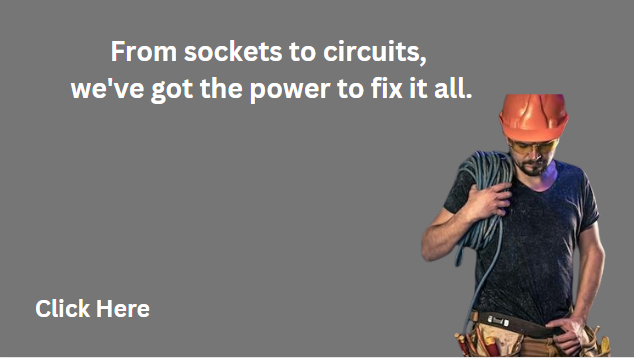 From sockets to circuits,
we've got the power to fix it all.
Click Here